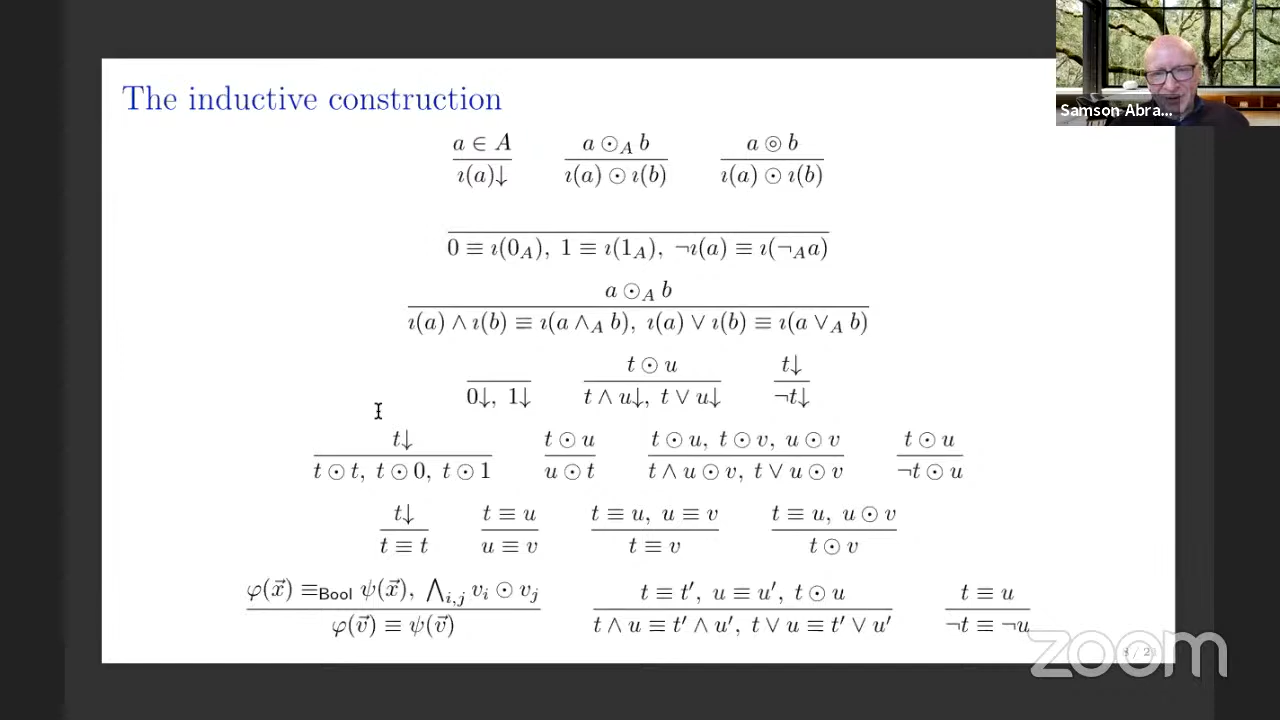 The inductive construction
Samson Abra...
a ∈ A    a ⊙_A b    a ⊚ b
ı(a)↓    ı(a) ⊙ ı(b)    ı(a) ⊙ ı(b)
0 ≡ ı(0_A), 1 ≡ ı(1_A), ¬ı(a) ≡ ı(¬_A a)
a ⊙_A b
ı(a) ∧ ı(b) ≡ ı(a ∧_A b), ı(a) ∨ ı(b) ≡ ı(a ∨_A b)
t ⊙ u    t↓
0↓, 1↓    t ∧ u↓, t ∨ u↓    ¬t↓
t↓    t ⊙ u    t ⊙ u, t ⊙ v, u ⊙ v    t ⊙ u
t ⊙ t, t ⊙ 0, t ⊙ 1    u ⊙ t    t ∧ u ⊙ v, t ∨ u ⊙ v    ¬t ⊙ u
t↓    t ≡ u    t ≡ u, u ≡ v    t ≡ u, u ⊙ v
t ≡ t    u ≡ v    t ≡ v    t ⊙ v
φ(x⃗) ≡_Bool ψ(x⃗), ⋀_{i,j} v_i ⊙ v_j    t ≡ t′, u ≡ u′, t ⊙ u    t ≡ u
φ(v⃗) ≡ ψ(v⃗)    t ∧ u ≡ t′ ∧ u′, t ∨ u ≡ t′ ∨ u′    ¬t ≡ ¬u
zoom